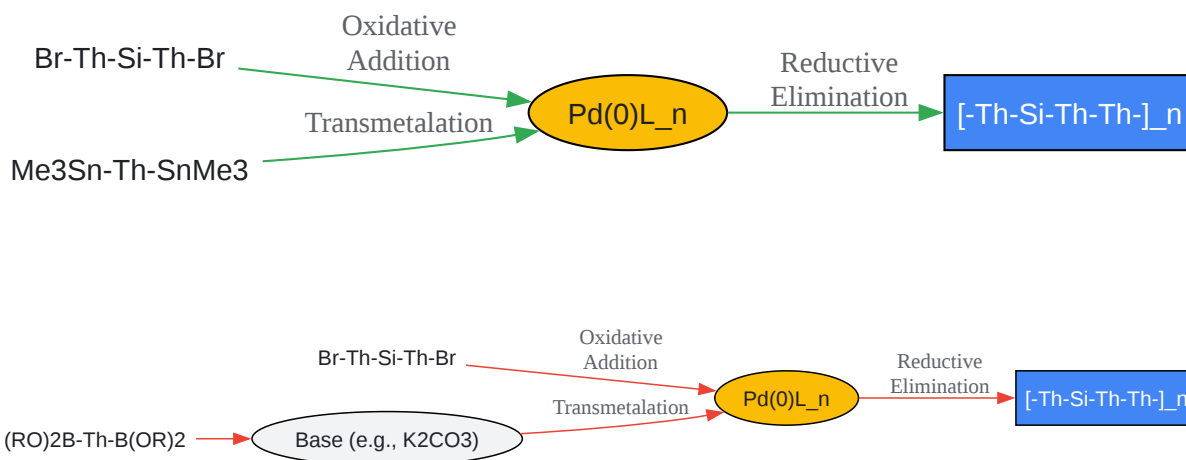 Oxidative
Addition
Br-Th-Si-Th-Br
Reductive
Elimination
Transmetalation
Pd(0)L_n
[-Th-Si-Th-Th-]_n
Me3Sn-Th-SnMe3
Oxidative
Addition
Br-Th-Si-Th-Br
Reductive
Elimination
Transmetalation
Pd(0)L_n
[-Th-Si-Th-Th-]_n
(RO)2B-Th-B(OR)2
Base (e.g., K2CO3)